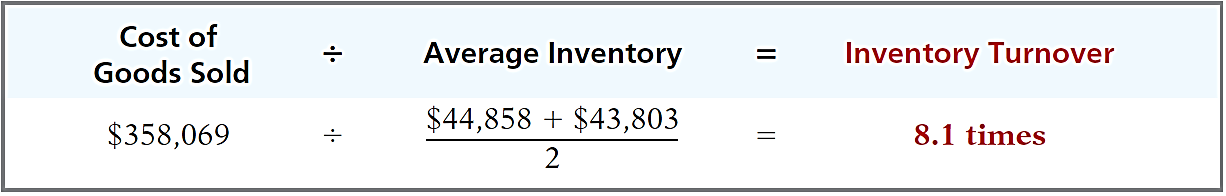 Cost of
Goods Sold ÷ Average Inventory = Inventory Turnover
$358,069 ÷ $44,858 + $43,803 = 8.1 times
2